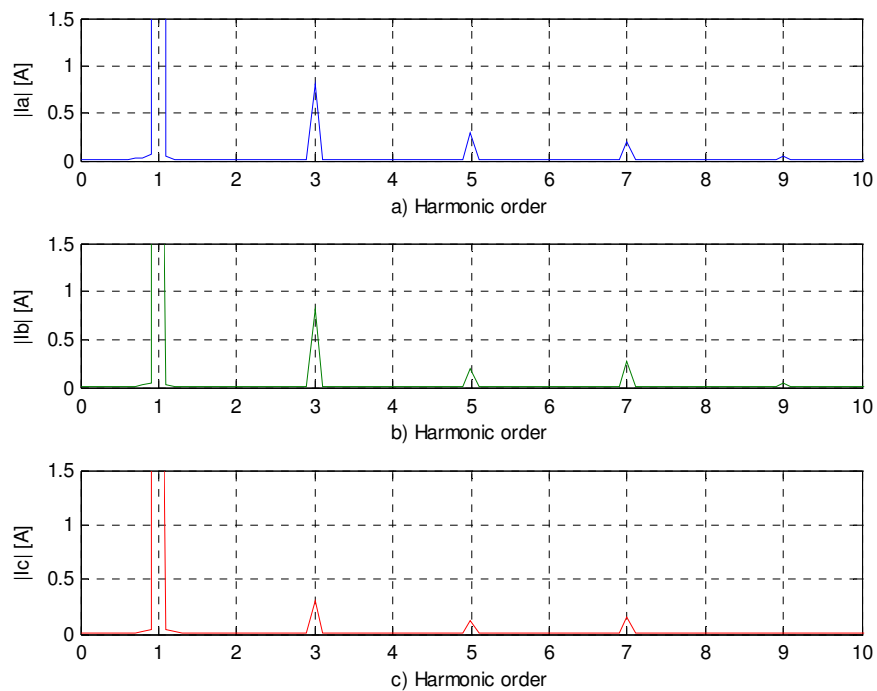 1.5
1
0.5
0
|Ia| [A]
0 1 2 3 4 5 6 7 8 9 10
a) Harmonic order
1.5
1
0.5
0
|Ib| [A]
0 1 2 3 4 5 6 7 8 9 10
b) Harmonic order
1.5
1
0.5
0
|Ic| [A]
0 1 2 3 4 5 6 7 8 9 10
c) Harmonic order